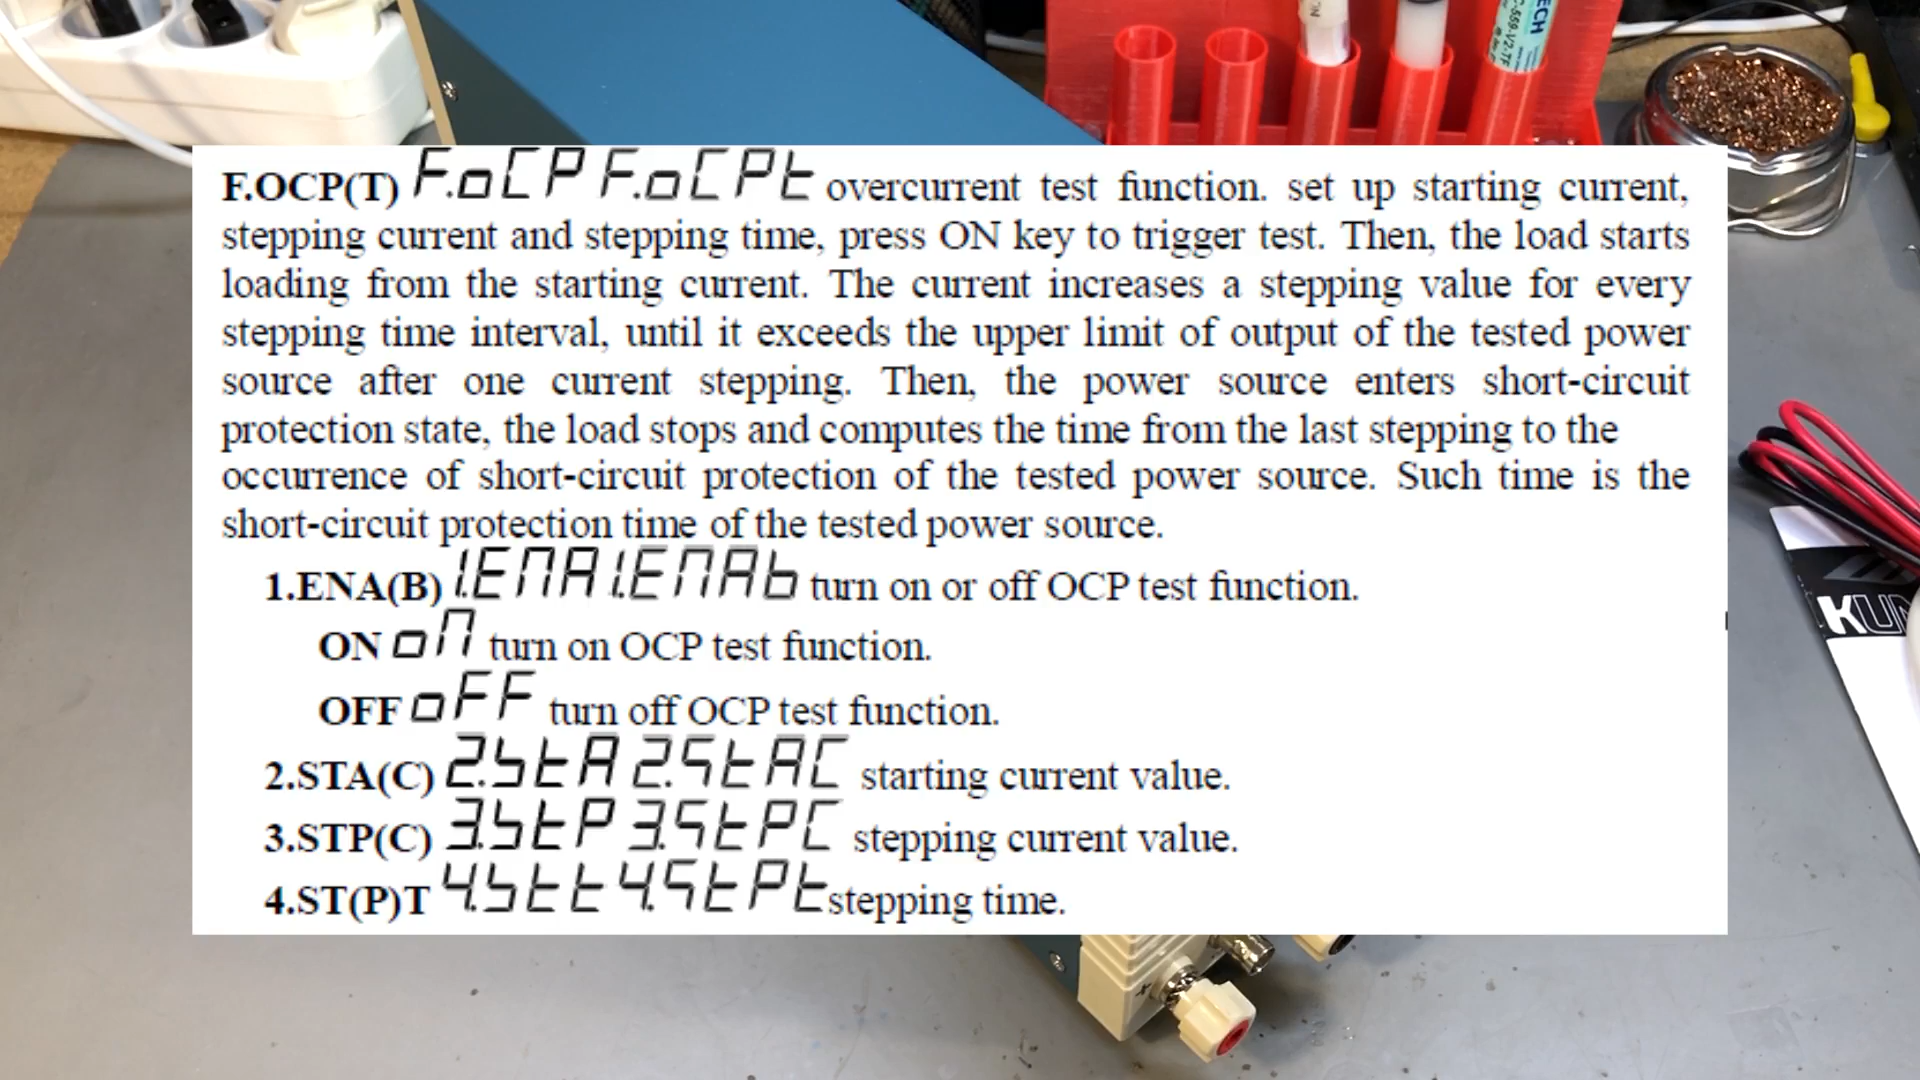 F.OCP(T) F.oCP F.oCPt overcurrent test function. set up starting current,
stepping current and stepping time, press ON key to trigger test. Then, the load starts
loading from the starting current. The current increases a stepping value for every
stepping time interval, until it exceeds the upper limit of output of the tested power
source after one current stepping. Then, the power source enters short-circuit
protection state, the load stops and computes the time from the last stepping to the
occurrence of short-circuit protection of the tested power source. Such time is the
short-circuit protection time of the tested power source.
1.ENA(B) 1.ENA 1.ENAb turn on or off OCP test function.
ON oN turn on OCP test function.
OFF oFF turn off OCP test function.
2.STA(C) 2.StA 2.StAC starting current value.
3.STP(C) 3.StP 3.StPC stepping current value.
4.ST(P)T 4.Stt 4.StPt stepping time.
ECH
-559-V2-TF
KUN